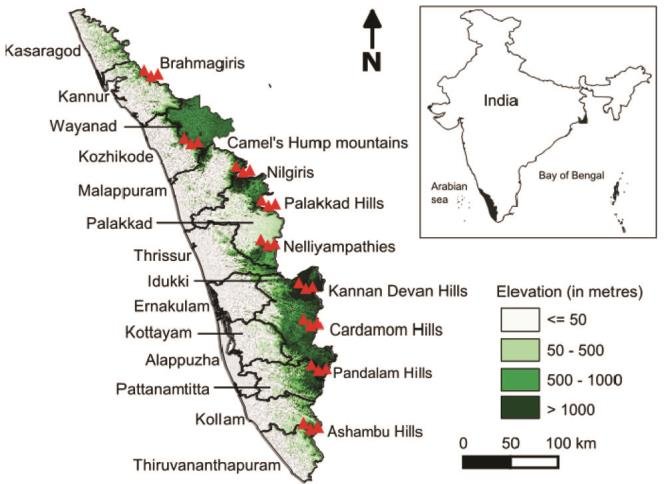 Kasaragod
Brahmagiris
Kannur
Wayanad
Camel's Hump mountains
Kozhikode
Nilgiris
Malappuram
Palakkad Hills
Palakkad
Nelliyampathies
Thrissur
Idukki
Kannan Devan Hills
Ernakulam
Cardamom Hills
Kottayam
Alappuzha
Pandalam Hills
Pattanamtitta
Kollam
Ashambu Hills
Thiruvananthapuram
N
India
Arabian
sea
Bay of Bengal
Elevation (in metres)
<= 50
50 - 500
500 - 1000
> 1000
0 50 100 km